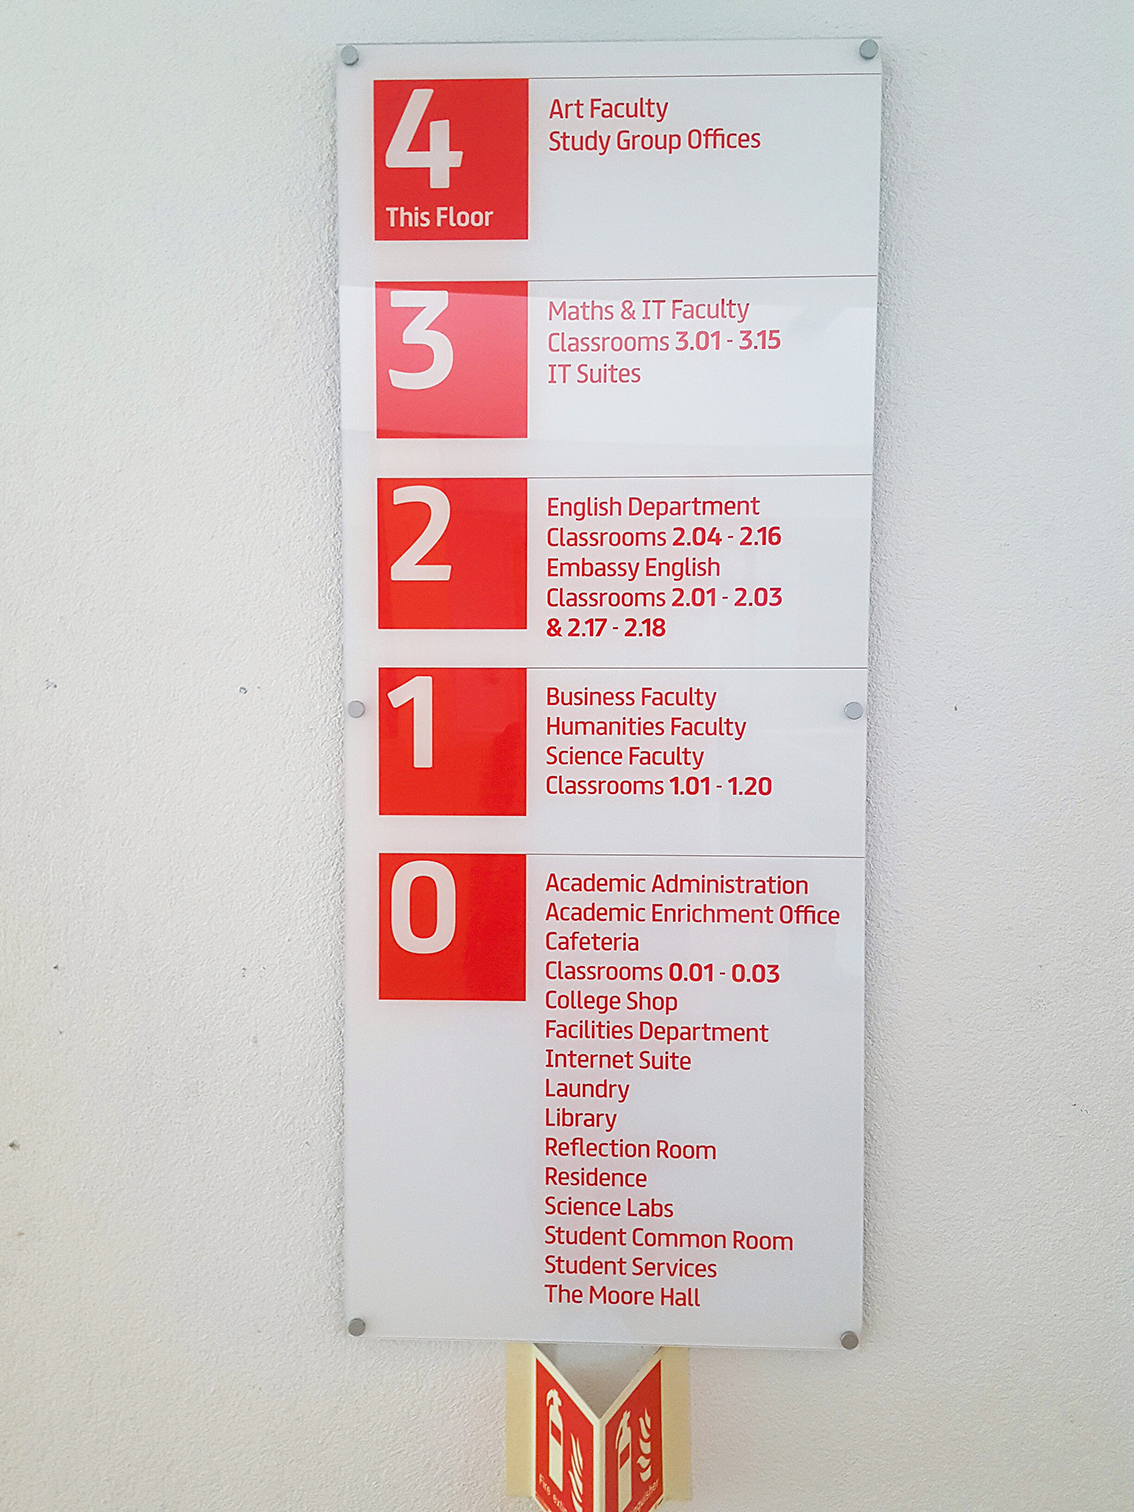 4
This Floor
Art Faculty
Study Group Offices
3
Maths & IT Faculty
Classrooms 3.01 - 3.15
IT Suites
2
English Department
Classrooms 2.04 - 2.16
Embassy English
Classrooms 2.01 - 2.03
& 2.17 - 2.18
1
Business Faculty
Humanities Faculty
Science Faculty
Classrooms 1.01 - 1.20
0
Academic Administration
Academic Enrichment Office
Cafeteria
Classrooms 0.01 - 0.03
College Shop
Facilities Department
Internet Suite
Laundry
Library
Reflection Room
Residence
Science Labs
Student Common Room
Student Services
The Moore Hall
Fire